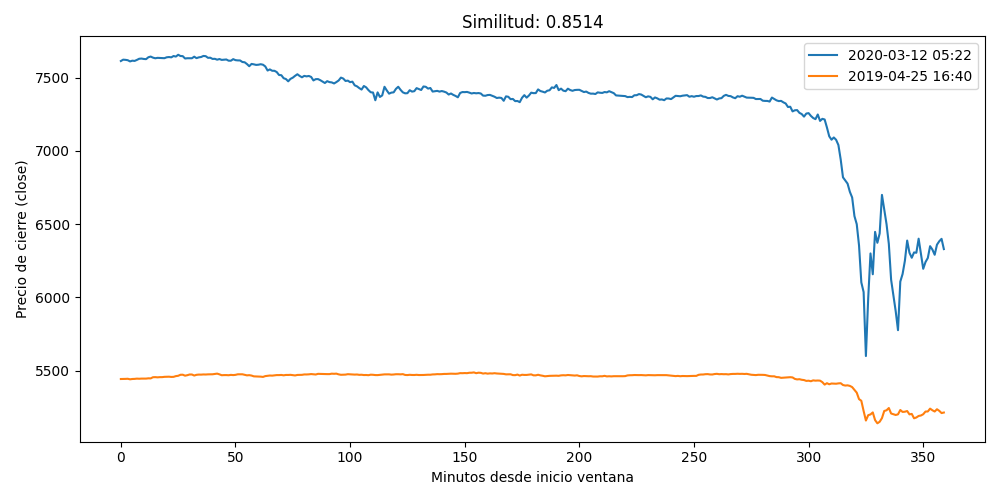 Similitud: 0.8514
2020-03-12 05:22
2019-04-25 16:40
Precio de cierre (close)
7500
7000
6500
6000
5500
0 50 100 150 200 250 300 350
Minutos desde inicio ventana